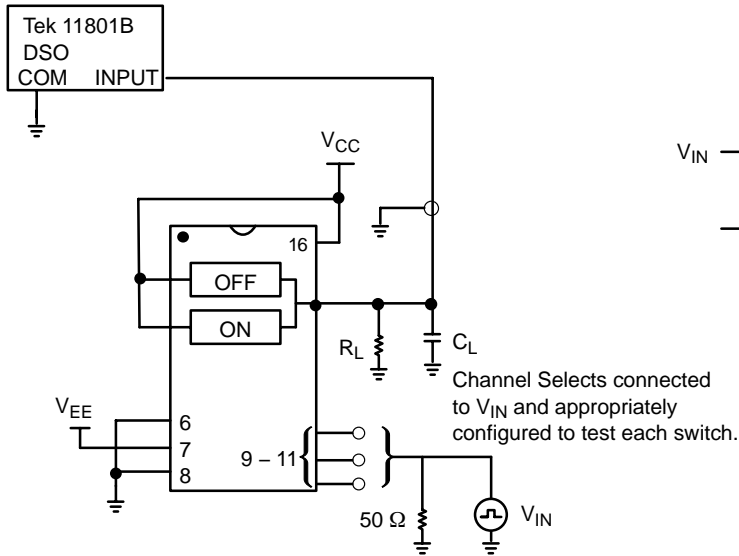 Tek 11801B
DSO
COM INPUT
VCC
VIN
16
OFF
ON
RL
CL
Channel Selects connected
to VIN and appropriately
configured to test each switch.
VEE
6
7
8
9 – 11
50 Ω
VIN